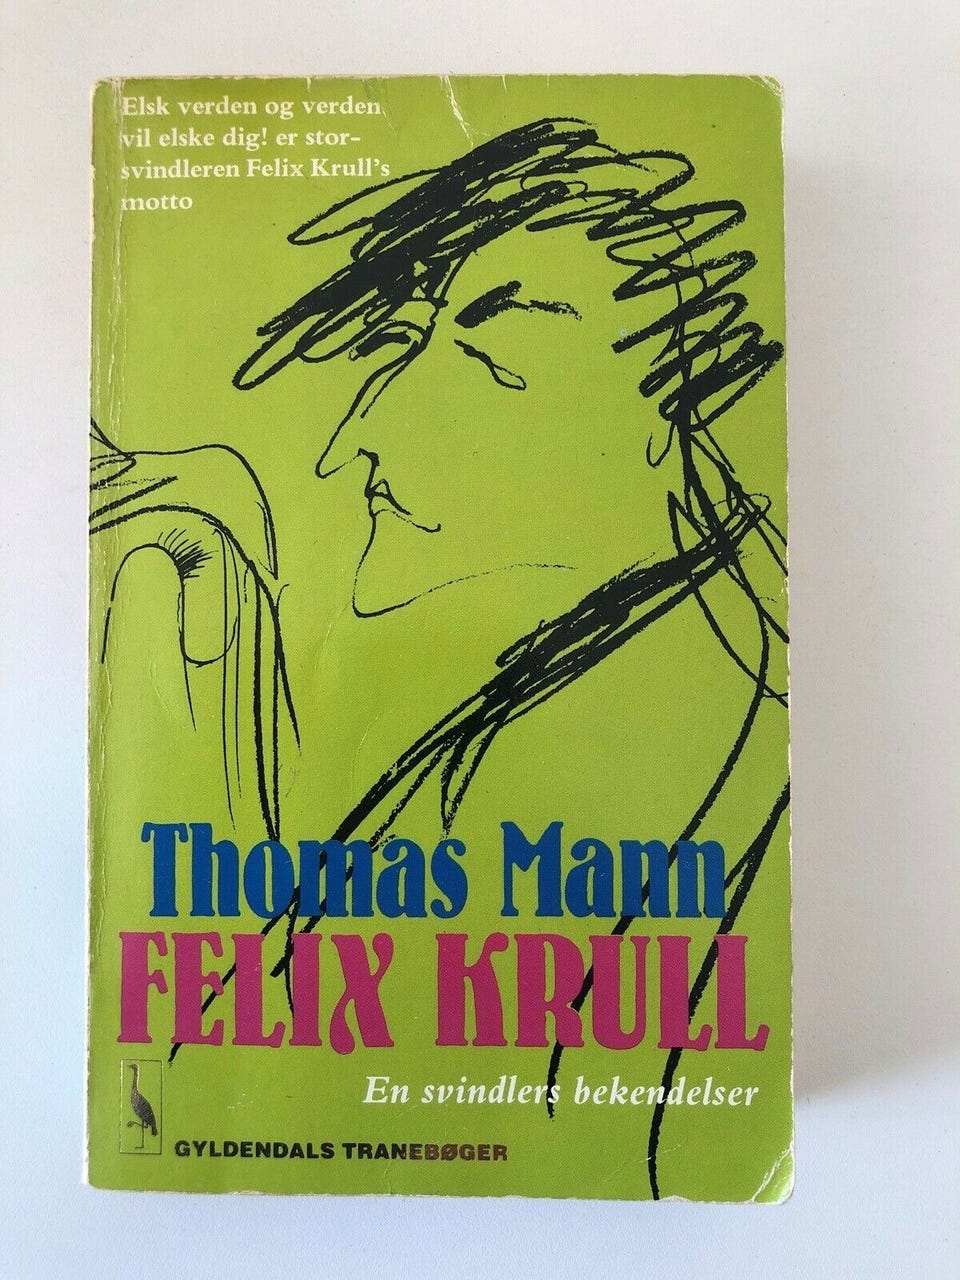 Elsk verden og verden
vil elske dig! er stor-
svindleren Felix Krull's
motto
Thomas Mann
FELIX KRULL
En svindlers bekendelser
GYLDENDALS TRANEBØGER